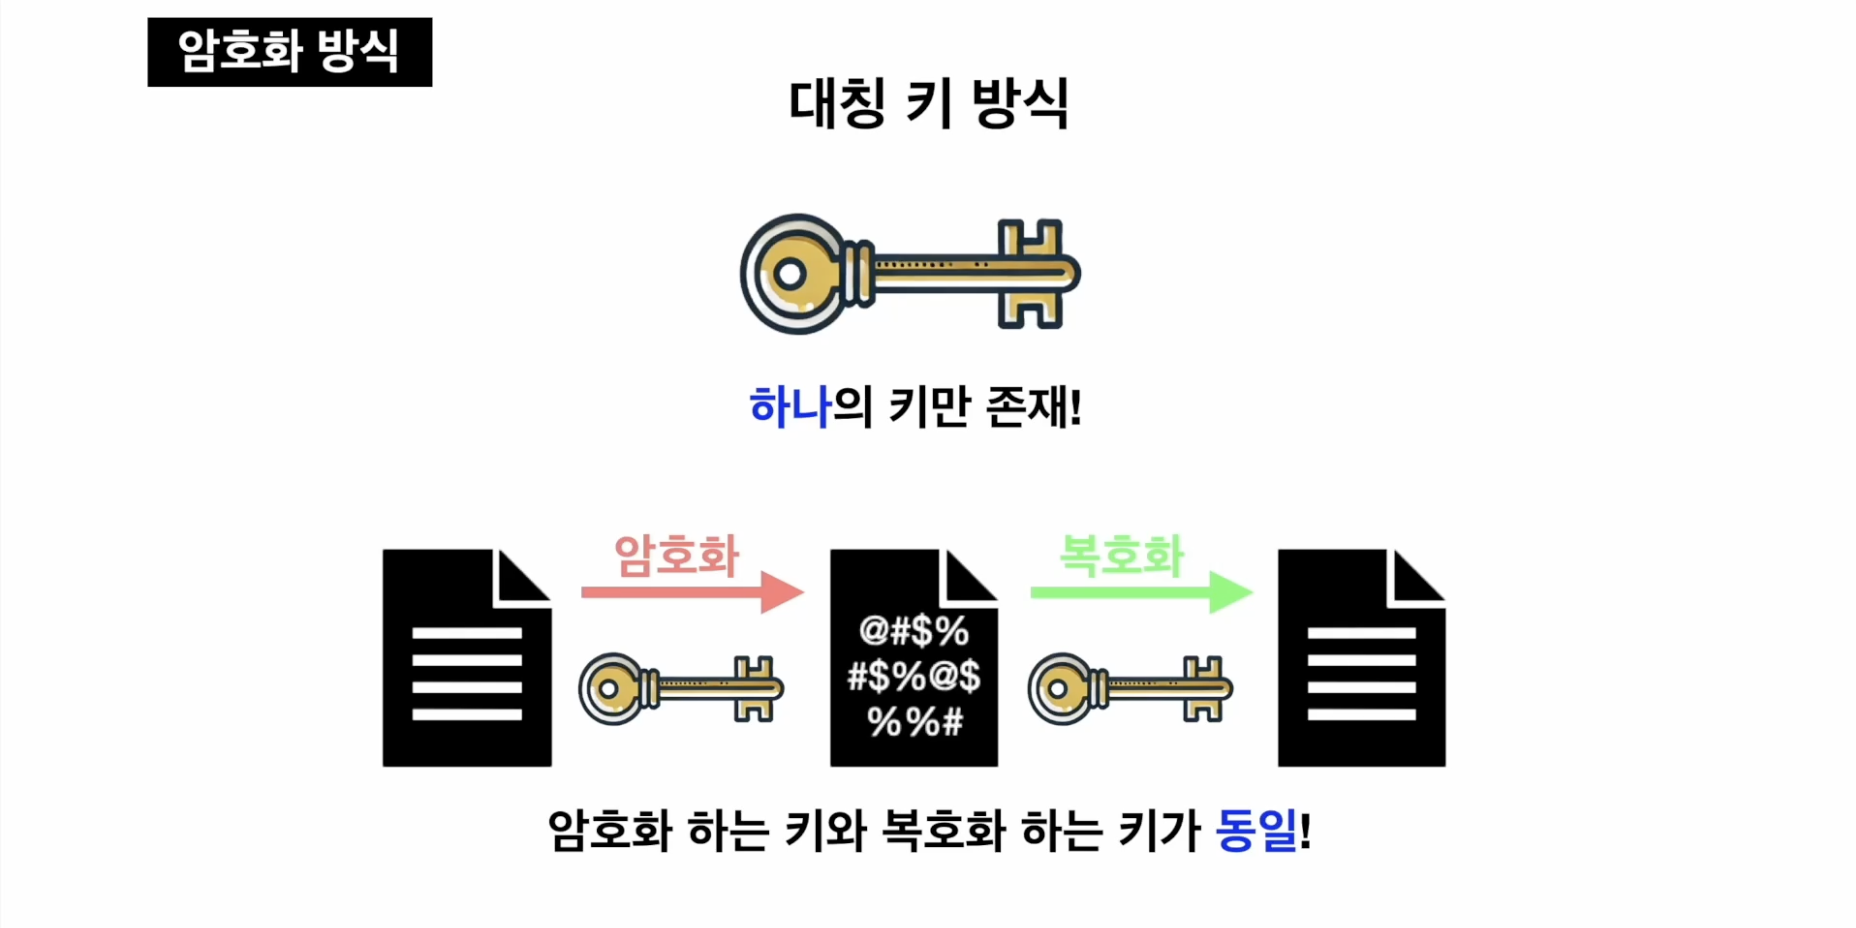 암호화 방식
대칭 키 방식
하나의 키만 존재!
암호화
복호화
@#$%
#$%@$
%%#
암호화 하는 키와 복호화 하는 키가 동일!